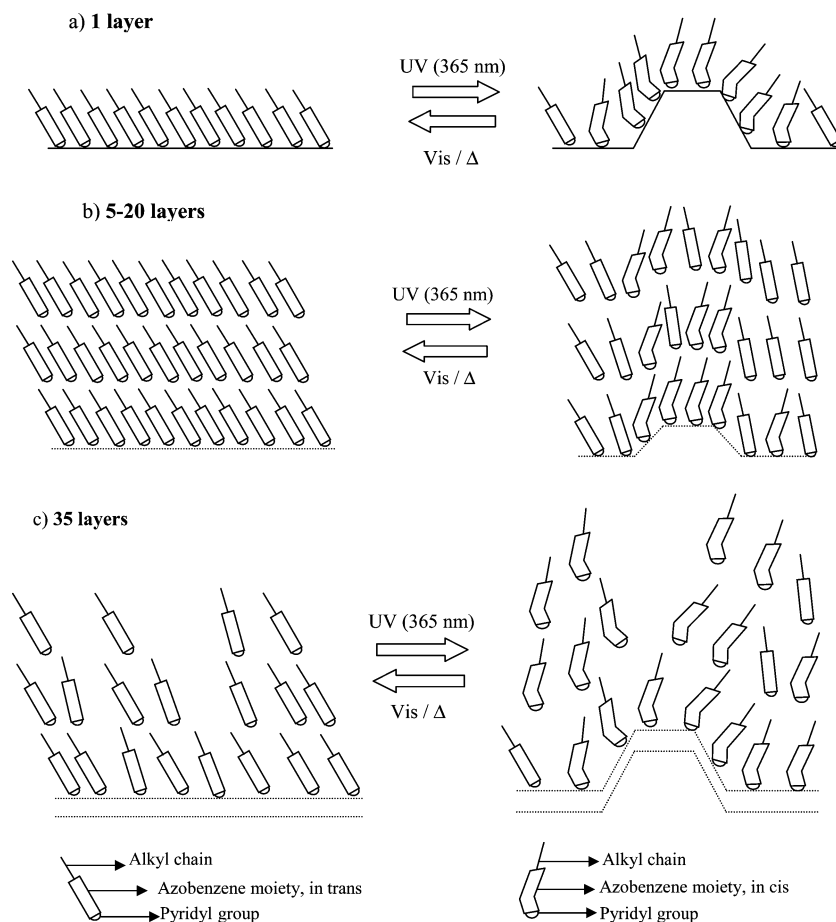 a) 1 layer
UV (365 nm)
Vis / Δ
b) 5-20 layers
UV (365 nm)
Vis / Δ
c) 35 layers
UV (365 nm)
Vis / Δ
Alkyl chain
Azobenzene moiety, in trans
Pyridyl group
Alkyl chain
Azobenzene moiety, in cis
Pyridyl group